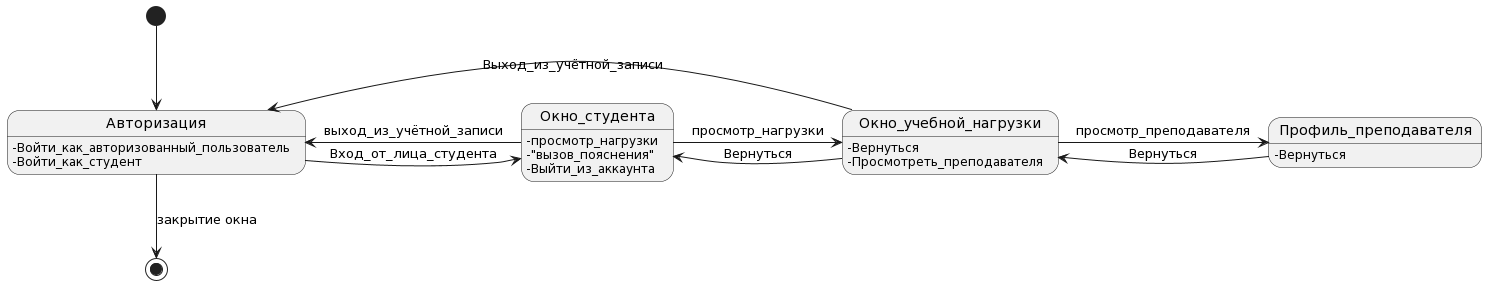 Выход_из_учётной_записи
Авторизация
-Войти_как_авторизованный_пользователь
-Войти_как_студент
выход_из_учётной_записи
Вход_от_лица_студента
Окно_студента
-просмотр_нагрузки
-"вызов_пояснения"
-Выйти_из_аккаунта
просмотр_нагрузки
Вернуться
Окно_учебной_нагрузки
-Вернуться
-Просмотреть_преподавателя
просмотр_преподавателя
Вернуться
Профиль_преподавателя
-Вернуться
закрытие окна